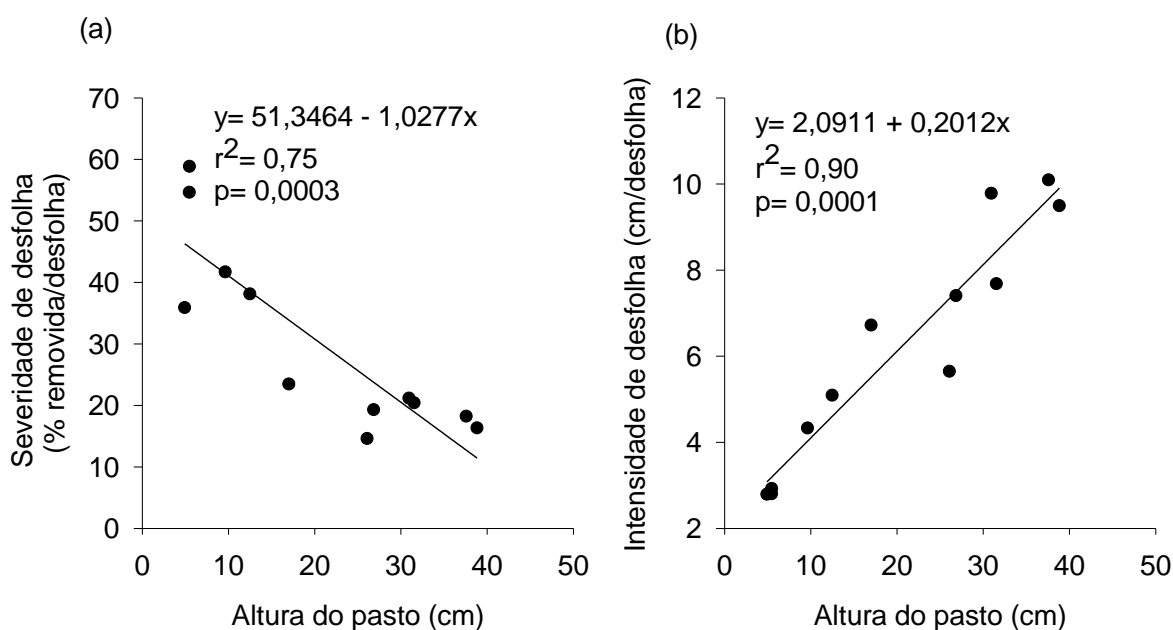 (a)
y= 51,3464 - 1,0277x
r2= 0,75
p= 0,0003
Severidade de desfolha
(% removida/desfolha)
70
60
50
40
30
20
10
0
0 10 20 30 40 50
Altura do pasto (cm)
(b)
y= 2,0911 + 0,2012x
r2= 0,90
p= 0,0001
Intensidade de desfolha (cm/desfolha)
12
10
8
6
4
2
0 10 20 30 40 50
Altura do pasto (cm)